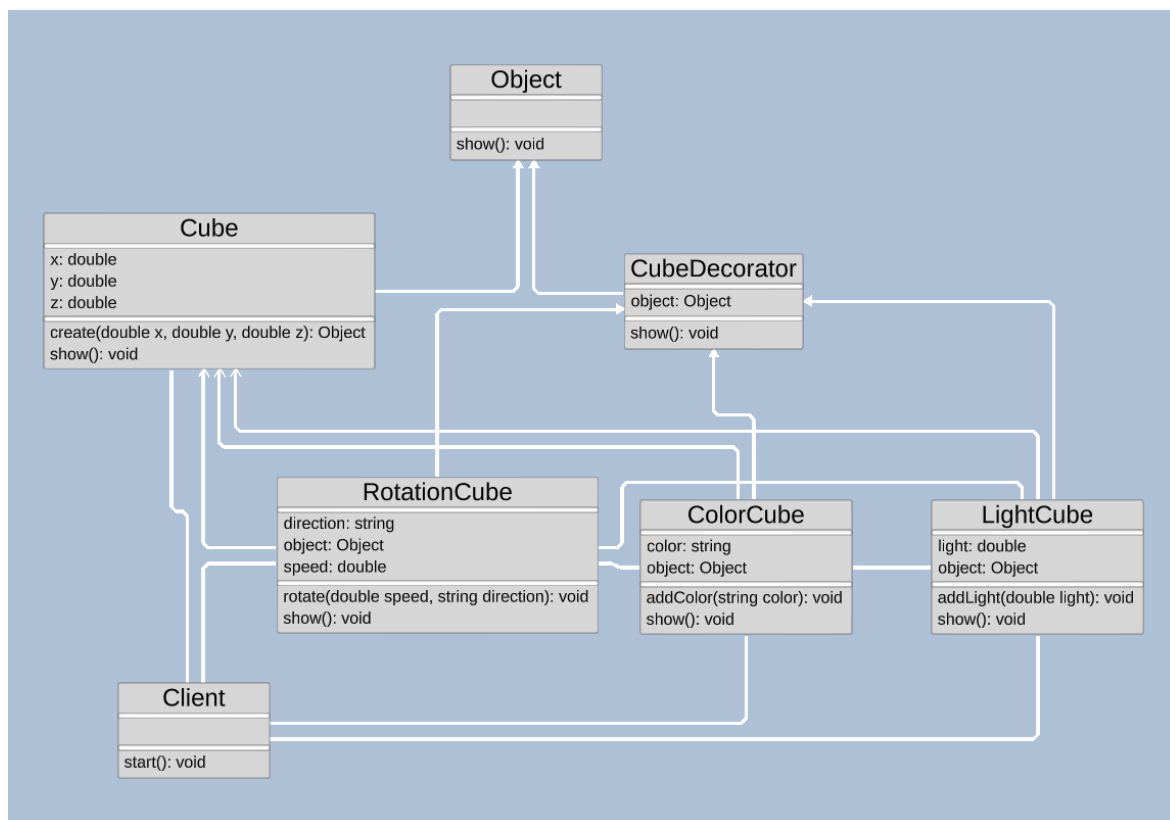 Object
show(): void
Cube
x: double
y: double
z: double
create(double x, double y, double z): Object
show(): void
CubeDecorator
object: Object
show(): void
RotationCube
direction: string
object: Object
speed: double
rotate(double speed, string direction): void
show(): void
ColorCube
color: string
object: Object
addColor(string color): void
show(): void
LightCube
light: double
object: Object
addLight(double light): void
show(): void
Client
start(): void